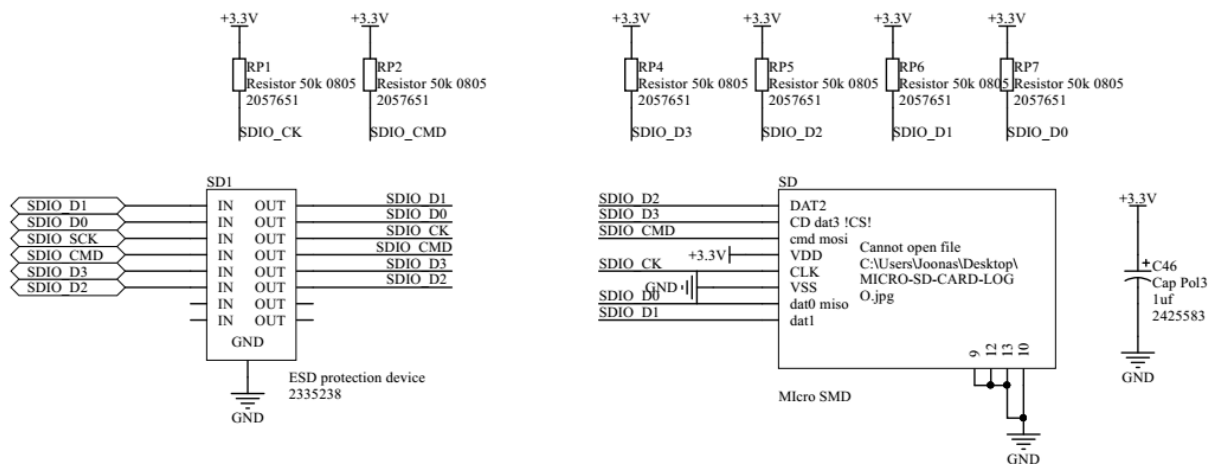 +3.3V
+3.3V
+3.3V
+3.3V
+3.3V
+3.3V
RP1
Resistor 50k 0805
2057651
SDIO_CK
RP2
Resistor 50k 0805
2057651
SDIO_CMD
RP4
Resistor 50k 0805
2057651
SDIO_D3
RP5
Resistor 50k 0805
2057651
SDIO_D2
RP6
Resistor 50k 0805
2057651
SDIO_D1
RP7
Resistor 50k 0805
2057651
SDIO_D0
SD1
SDIO_D1 IN OUT SDIO_D1
SDIO_D0 IN OUT SDIO_D0
SDIO_SCK IN OUT SDIO_CK
SDIO_CMD IN OUT SDIO_CMD
SDIO_D3 IN OUT SDIO_D3
SDIO_D2 IN OUT SDIO_D2
IN OUT
IN OUT
GND
ESD protection device
2335238
GND
SD
SDIO_D2 DAT2
SDIO_D3 CD dat3 !CS!
SDIO_CMD cmd mosi
+3.3V VDD
SDIO_CK CLK
GND VSS
SDIO_D0 dat0 miso
SDIO_D1 dat1
Cannot open file
C:\Users\Joonas\Desktop\
MICRO-SD-CARD-LOG
O.jpg
9 12 13 10
MIcro SMD
GND
+3.3V
+
C46
Cap Pol3
1uf
2425583
GND